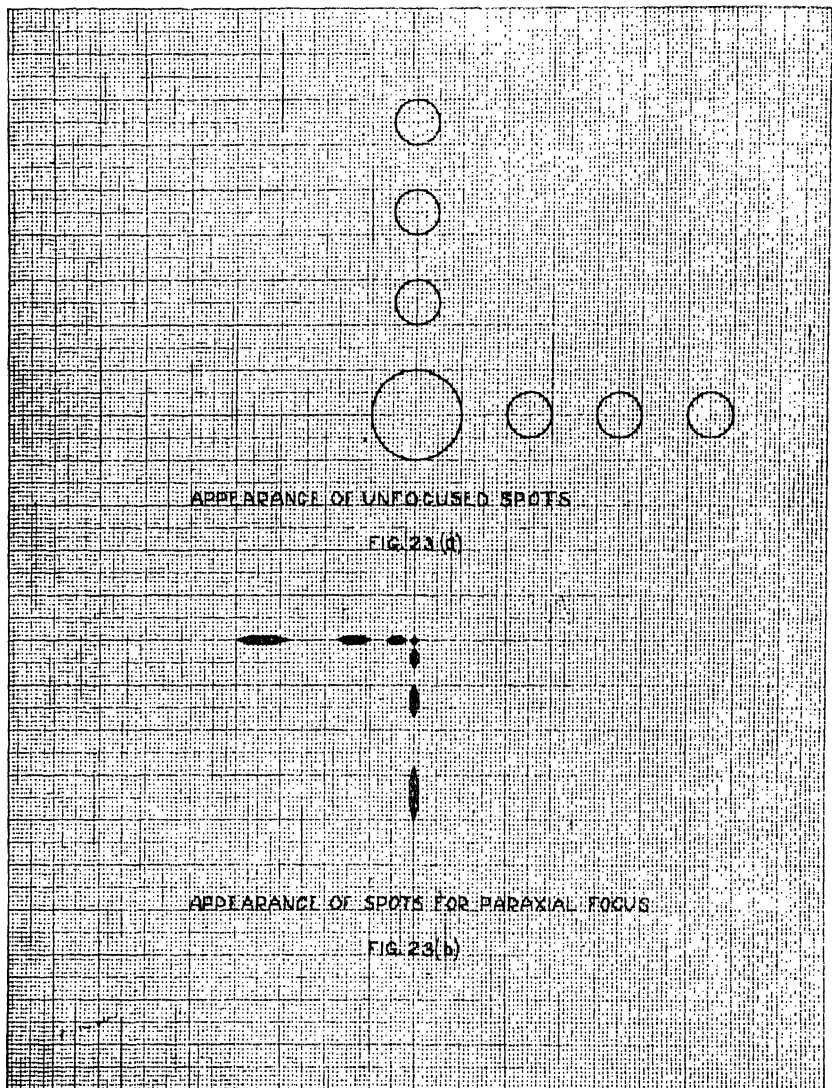 APPEARANCE OF UNFOCUSED SPOTS
FIG. 23 (a)
APPEARANCE OF SPOTS FOR PARAXIAL FOCUS
FIG. 23(b)